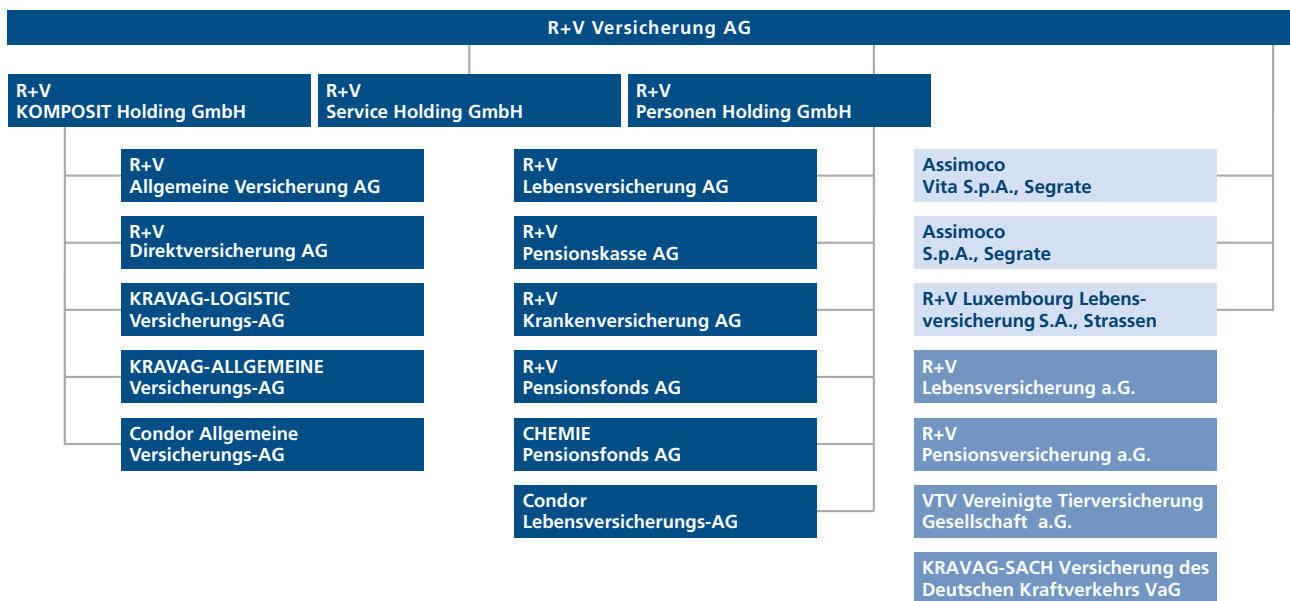 R+V Versicherung AG
R+V
KOMPOSIT Holding GmbH
R+V
Service Holding GmbH
R+V
Personen Holding GmbH
R+V
Allgemeine Versicherung AG
R+V
Direktversicherung AG
KRAVAG-LOGISTIC
Versicherungs-AG
KRAVAG-ALLGEMEINE
Versicherungs-AG
Condor Allgemeine
Versicherungs-AG
R+V
Lebensversicherung AG
R+V
Pensionskasse AG
R+V
Krankenversicherung AG
R+V
Pensionsfonds AG
CHEMIE
Pensionsfonds AG
Condor
Lebensversicherungs-AG
Assimoco
Vita S.p.A., Segrate
Assimoco
S.p.A., Segrate
R+V Luxembourg Lebens-
versicherung S.A., Strassen
R+V
Lebensversicherung a.G.
R+V
Pensionsversicherung a.G.
VTV Vereinigte Tierversicherung
Gesellschaft a.G.
KRAVAG-SACH Versicherung des
Deutschen Kraftverkehrs VaG